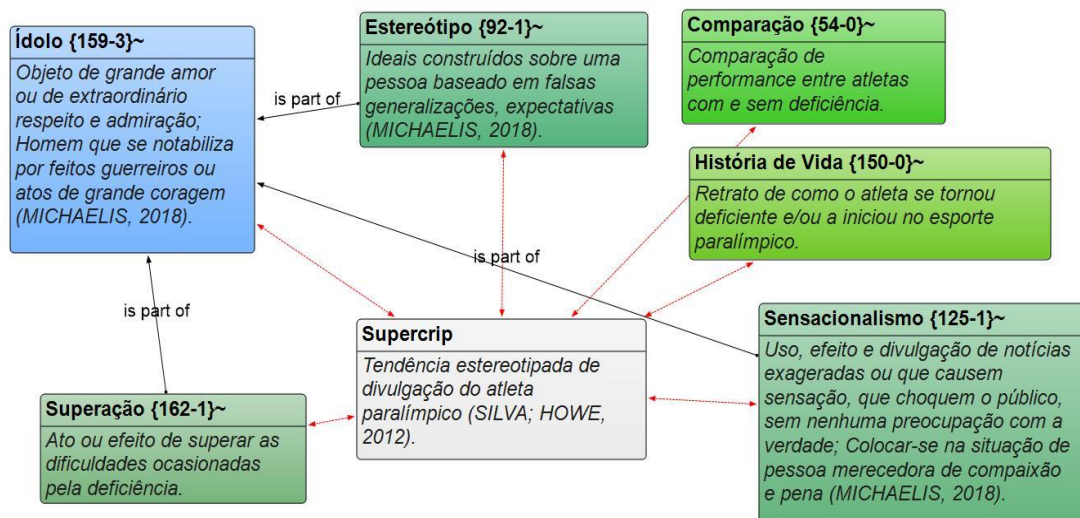 Ídolo {159-3}~
Objeto de grande amor
ou de extraordinário
respeito e admiração;
Homem que se notabiliza
por feitos guerreiros ou
atos de grande coragem
(MICHAELIS, 2018).
is part of
Estereótipo {92-1}~
Ideais construídos sobre uma
pessoa baseado em falsas
generalizações, expectativas
(MICHAELIS, 2018).
Comparação {54-0}~
Comparação de
performance entre atletas
com e sem deficiência.
História de Vida {150-0}~
Retrato de como o atleta se tornou
deficiente e/ou a iniciou no esporte
paralímpico.
is part of
is part of
Supercrip
Tendência estereotipada de
divulgação do atleta
paralímpico (SILVA; HOWE,
2012).
Sensacionalismo {125-1}~
Uso, efeito e divulgação de notícias
exageradas ou que causem
sensação, que choquem o público,
sem nenhuma preocupação com a
verdade; Colocar-se na situação de
pessoa merecedora de compaixão
e pena (MICHAELIS, 2018).
Superação {162-1}~
Ato ou efeito de superar as
dificuldades ocasionadas
pela deficiência.